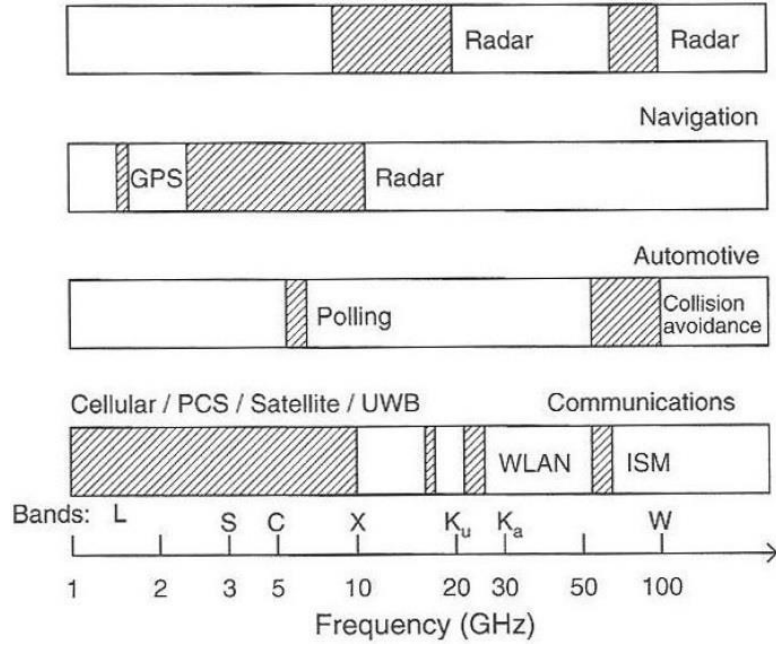 Radar Radar
Navigation
GPS Radar
Automotive
Polling Collision avoidance
Cellular / PCS / Satellite / UWB Communications
WLAN ISM
Bands: L S C X Ku Ka W
1 2 3 5 10 20 30 50 100
Frequency (GHz)